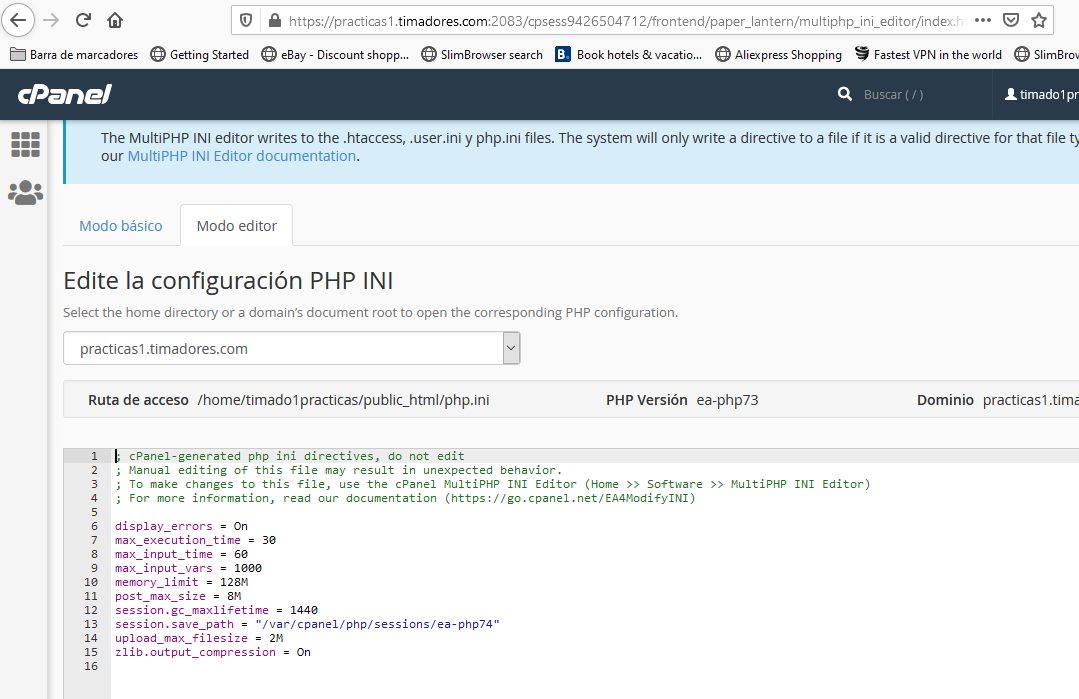 https://practicas1.timadores.com:2083/cpsess9426504712/frontend/paper_lantern/multiphp_ini_editor/index.h
Barra de marcadores Getting Started eBay - Discount shopp... SlimBrowser search B. Book hotels & vacatio... Aliexpress Shopping Fastest VPN in the world SlimBrow
cPanel Buscar ( / ) timado1pr
The MultiPHP INI editor writes to the .htaccess, .user.ini y php.ini files. The system will only write a directive to a file if it is a valid directive for that file ty
our MultiPHP INI Editor documentation.
Modo básico Modo editor
Edite la configuración PHP INI
Select the home directory or a domain's document root to open the corresponding PHP configuration.
practicas1.timadores.com
Ruta de acceso /home/timado1practicas/public_html/php.ini PHP Versión ea-php73 Dominio practicas1.tima
1 ; cPanel-generated php ini directives, do not edit
2 ; Manual editing of this file may result in unexpected behavior.
3 ; To make changes to this file, use the cPanel MultiPHP INI Editor (Home >> Software >> MultiPHP INI Editor)
4 ; For more information, read our documentation (https://go.cpanel.net/EA4ModifyINI)
5
6 display_errors = On
7 max_execution_time = 30
8 max_input_time = 60
9 max_input_vars = 1000
10 memory_limit = 128M
11 post_max_size = 8M
12 session.gc_maxlifetime = 1440
13 session.save_path = "/var/cpanel/php/sessions/ea-php74"
14 upload_max_filesize = 2M
15 zlib.output_compression = On
16